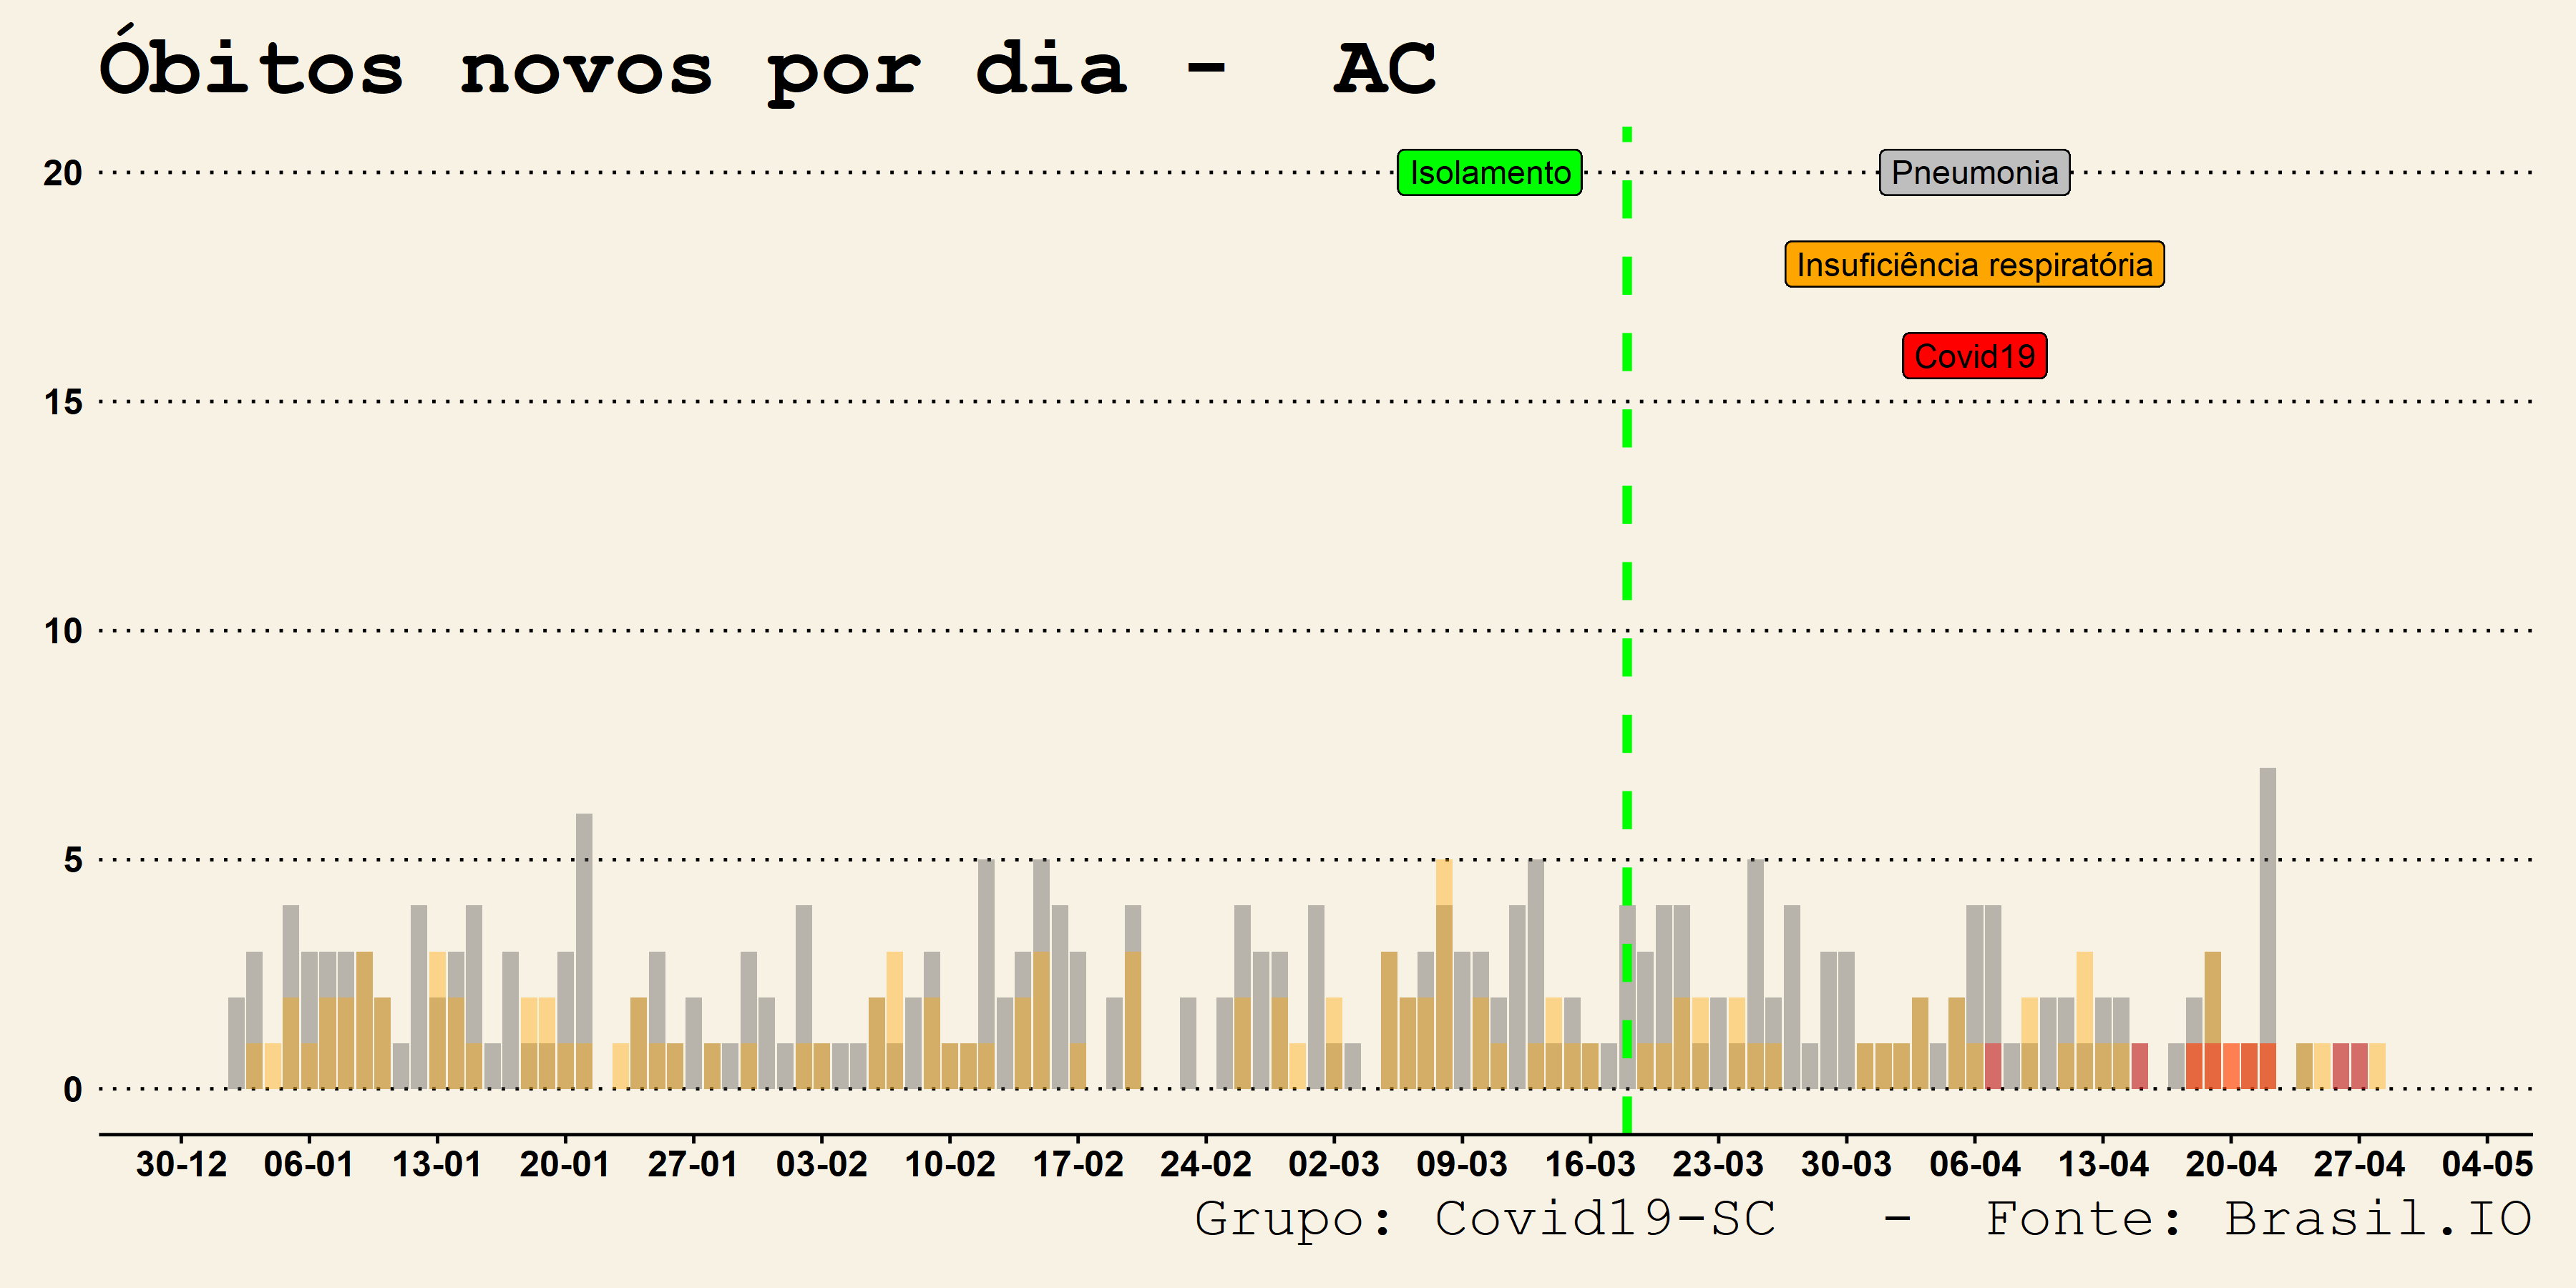 Óbitos novos por dia - AC
20
Isolamento
Pneumonia
Insuficiência respiratória
Covid19
15
10
5
0
30-12 06-01 13-01 20-01 27-01 03-02 10-02 17-02 24-02 02-03 09-03 16-03 23-03 30-03 06-04 13-04 20-04 27-04 04-05
Grupo: Covid19-SC - Fonte: Brasil.IO